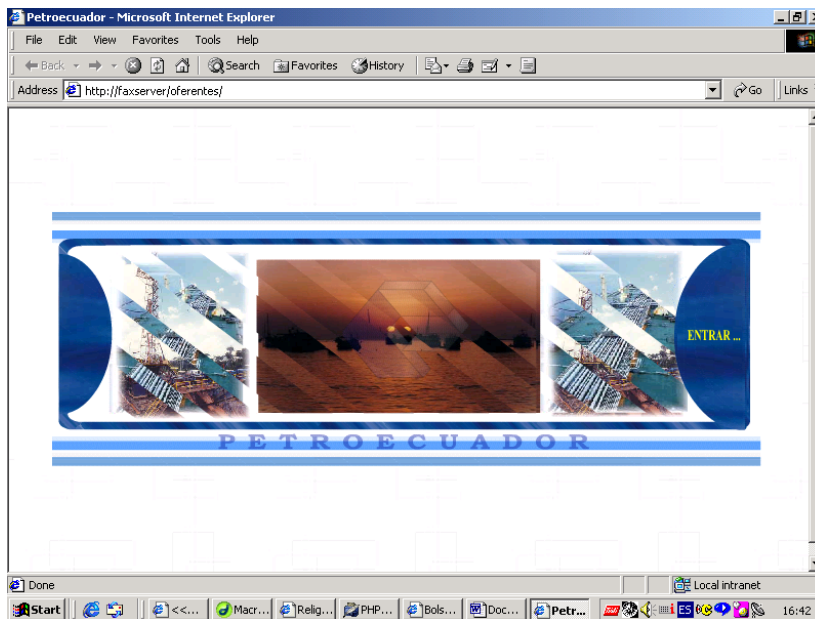 Petroecuador - Microsoft Internet Explorer
File Edit View Favorites Tools Help
Back Search Favorites History
Address http://faxserver/oferentes/ Go Links
ENTRAR ...
PETROECUADOR
Done Local intranet
Start <<... Macr... Relig... PHP... Bols... Doc... Petr... ES 16:42